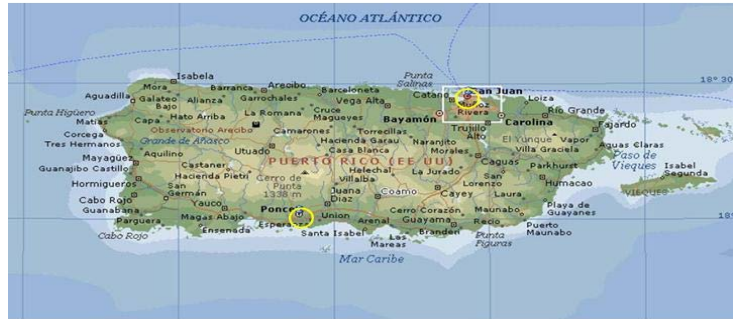 OCÉANO ATLÁNTICO
Punta
Salinas
18° 30
Isabela
Mora
Barranca
Arecibo
Barceloneta
Cataño
San Juan
Aguadilla
Galateo
Bajo
Alianza
Garrochales
Vega Alta
Rivera
Loiza
Río Grande
Punta Higüero
Capa
Hato Arriba
La Romana
Cruce
Magueyes
Bayamón
Carolina
Matias
Observatorio Arecibo
Camarones
Torrecillas
Trujillo
Alto
Fajardo
Corcega
Tres Hermanos
Grande de Añasco
Hacienda Garau
Naranjito
El Yunque
Vapor
Aguas Claras
Aquilino
Utuado
Casa Blanca
Morales
Villa Graciela
Paso de
Vieques
Mayagüez
PUERTO RICO (EE UU)
Caguas
Guanajibo Castillo
Castaner
Hacienda Pietri
Helechal
Villalba
La Jurado
Parkhurst
Isabel
Segunda
Hormigueros
San
Germán
Cerro de
Punta
1338 m
Juana
Diaz
Coamo
San
Lorenzo
Humacao
VIEQUES
Cabo Rojo
Yauco
Cayey
Laura
Guanabana
Magas Abajo
Ponce
Union
Arenal
Cerro Corazón
Guayama
Maunabo
Recio
Playa de
Guayanes
18°
Parguera
Ensenada
Santa Isabel
Branden
Puerto
Maunabo
Cabo Rojo
Las
Mareas
Punta
Figuras
Mar Caribe